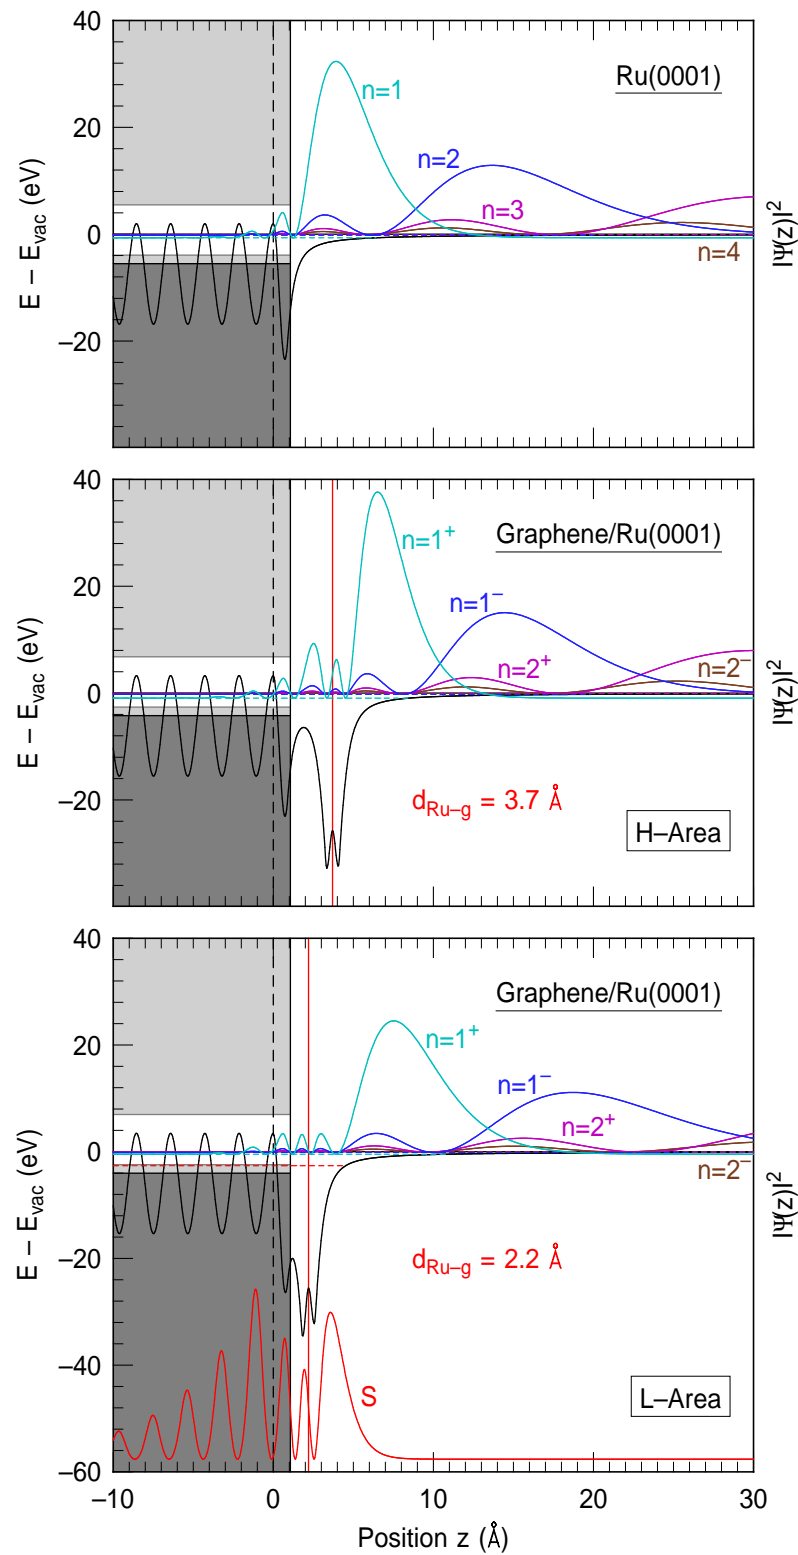 40
20
0
−20
E − E_vac (eV)
|Ψ(z)|²
Ru(0001)
n=1
n=2
n=3
n=4
40
20
0
−20
E − E_vac (eV)
|Ψ(z)|²
Graphene/Ru(0001)
n=1⁺
n=1⁻
n=2⁺
n=2⁻
d_Ru−g = 3.7 Å
H−Area
40
20
0
−20
−40
−60
E − E_vac (eV)
|Ψ(z)|²
Graphene/Ru(0001)
n=1⁺
n=1⁻
n=2⁺
n=2⁻
d_Ru−g = 2.2 Å
S
L−Area
−10
0
10
20
30
Position z (Å)